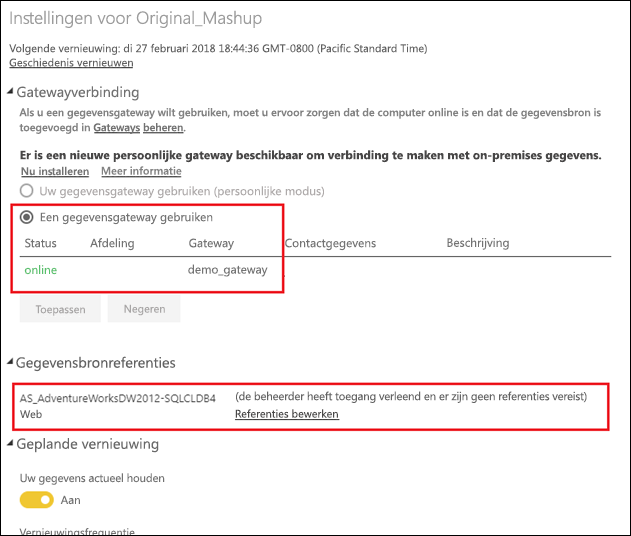 Instellingen voor Original_Mashup
Volgende vernieuwing: di 27 februari 2018 18:44:36 GMT-0800 (Pacific Standard Time)
Geschiedenis vernieuwen
Gatewayverbinding
Als u een gegevensgateway wilt gebruiken, moet u ervoor zorgen dat de computer online is en dat de gegevensbron is
toegevoegd in Gateways beheren.
Er is een nieuwe persoonlijke gateway beschikbaar om verbinding te maken met on-premises gegevens.
Nu installeren Meer informatie
Uw gegevensgateway gebruiken (persoonlijke modus)
Een gegevensgateway gebruiken
Status Afdeling Gateway Contactgegevens Beschrijving
online demo_gateway
Toepassen Negeren
Gegevensbronreferenties
AS_AdventureWorksDW2012-SQLCLDB4 (de beheerder heeft toegang verleend en er zijn geen referenties vereist)
Web Referenties bewerken
Geplande vernieuwing
Uw gegevens actueel houden
Aan
Vernieuwingsfrequentie